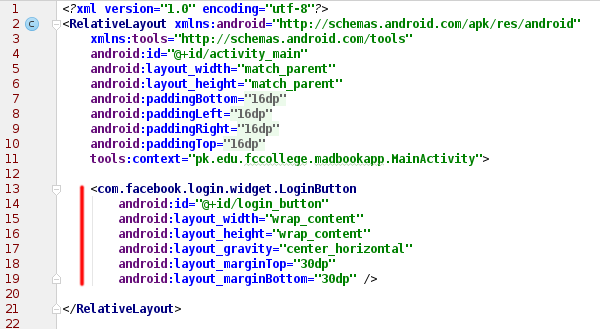 1 <?xml version="1.0" encoding="utf-8"?>
2 C <RelativeLayout xmlns:android="http://schemas.android.com/apk/res/android"
3 xmlns:tools="http://schemas.android.com/tools"
4 android:id="@+id/activity_main"
5 android:layout_width="match_parent"
6 android:layout_height="match_parent"
7 android:paddingBottom="16dp"
8 android:paddingLeft="16dp"
9 android:paddingRight="16dp"
10 android:paddingTop="16dp"
11 tools:context="pk.edu.fccollege.madbookapp.MainActivity">
12
13 <com.facebook.login.widget.LoginButton
14 android:id="@+id/login_button"
15 android:layout_width="wrap_content"
16 android:layout_height="wrap_content"
17 android:layout_gravity="center_horizontal"
18 android:layout_marginTop="30dp"
19 android:layout_marginBottom="30dp" />
20
21 </RelativeLayout>
22